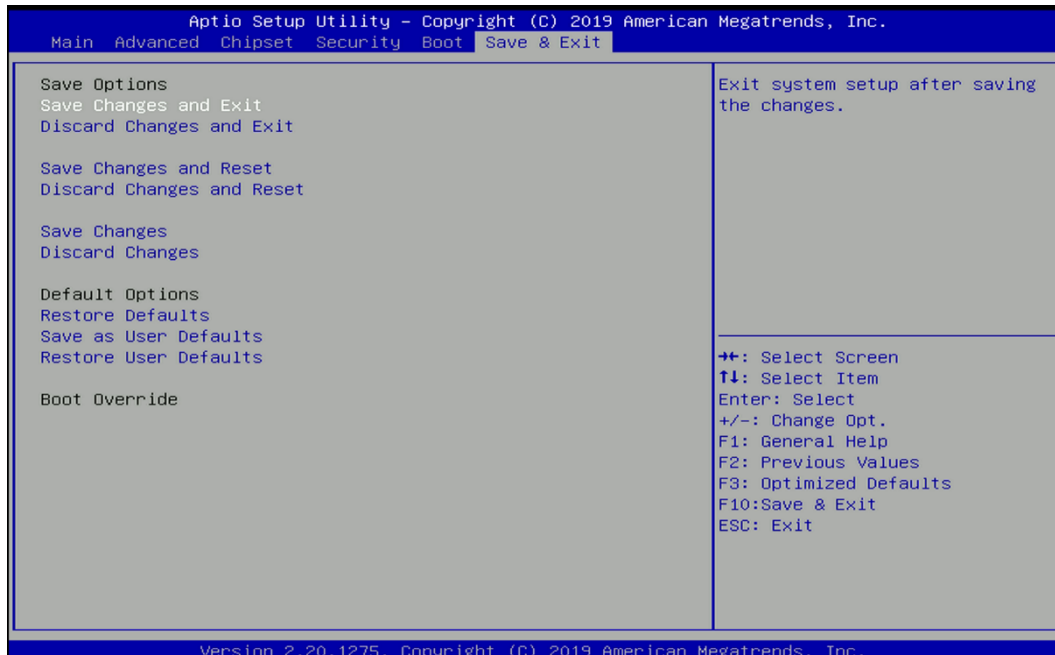 Aptio Setup Utility – Copyright (C) 2019 American Megatrends, Inc.
Main Advanced Chipset Security Boot Save & Exit
Save Options
Save Changes and Exit
Discard Changes and Exit
Save Changes and Reset
Discard Changes and Reset
Save Changes
Discard Changes
Default Options
Restore Defaults
Save as User Defaults
Restore User Defaults
Boot Override
Exit system setup after saving
the changes.
→←: Select Screen
↑↓: Select Item
Enter: Select
+/-: Change Opt.
F1: General Help
F2: Previous Values
F3: Optimized Defaults
F10:Save & Exit
ESC: Exit
Version 2.20.1275. Copyright (C) 2019 American Megatrends, Inc.